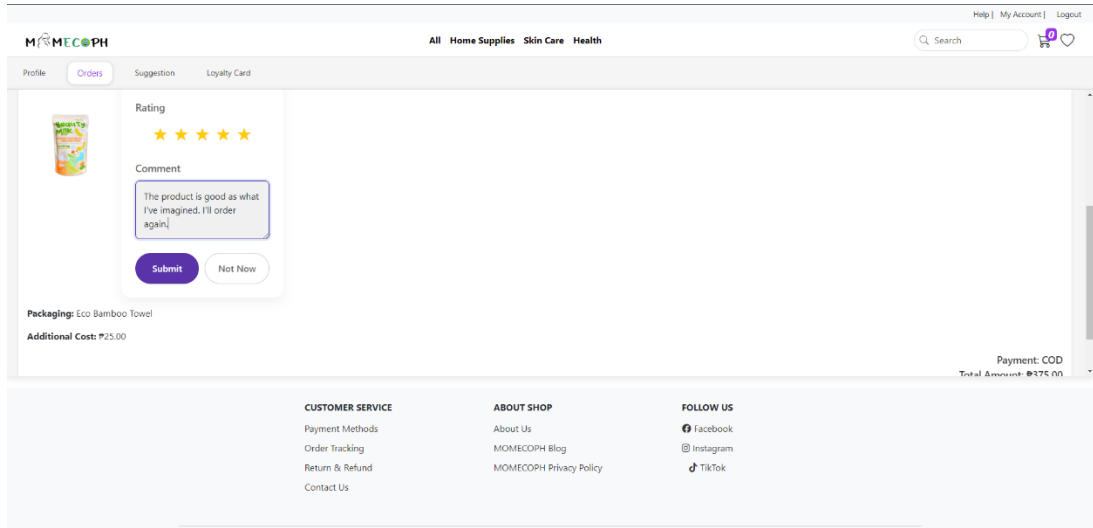 Help | My Account | Logout
MOMECOPH
All Home Supplies Skin Care Health
Search
0
Profile Orders Suggestion Loyalty Card
Rating
BEAUTY
MILK
Comment
The product is good as what
I've imagined. I'll order
again.
Submit Not Now
Packaging: Eco Bamboo Towel
Additional Cost: ₱25.00
Payment: COD
Total Amount: ₱375.00
CUSTOMER SERVICE ABOUT SHOP FOLLOW US
Payment Methods About Us Facebook
Order Tracking MOMECOPH Blog Instagram
Return & Refund MOMECOPH Privacy Policy TikTok
Contact Us